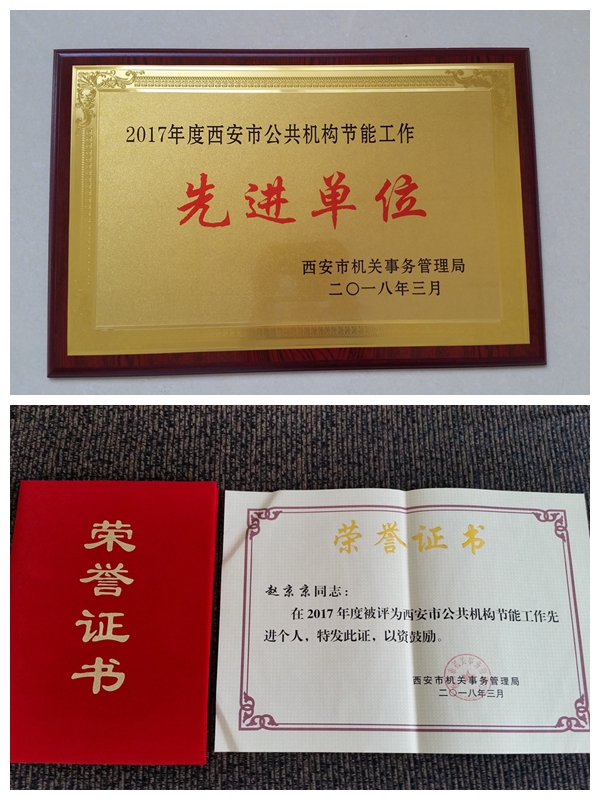 2017年度西安市公共机构节能工作
先进单位
西安市机关事务管理局
二〇一八年三月
荣誉证书
荣誉证书
赵京京同志：
在2017年度被评为西安市公共机构节能工作先
进个人，特发此证，以资鼓励。
西安市机关事务管理局
二〇一八年三月